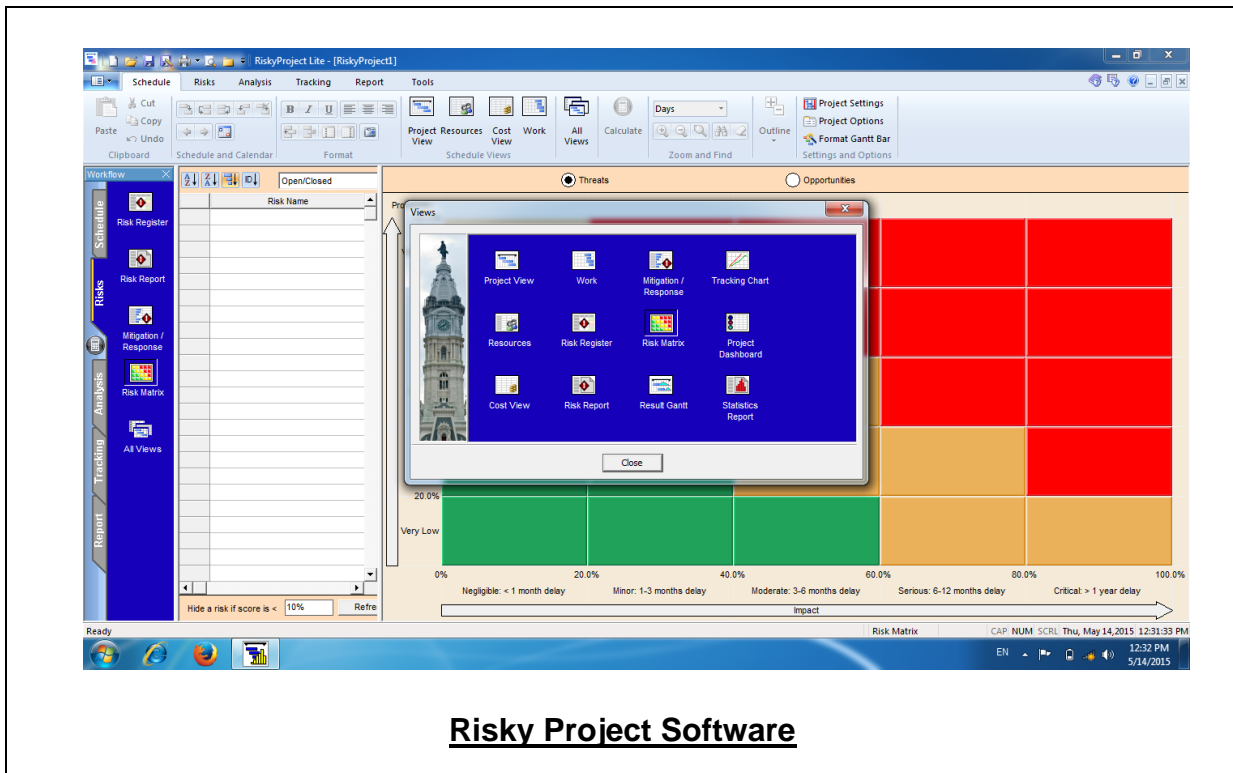 RiskyProject Lite - [RiskyProject1]
Schedule Risks Analysis Tracking Report Tools
Cut
Copy
Paste
Undo
B I U
Project View
Resources
Cost View
Work
All Views
Calculate
Days
Outline
Project Settings
Project Options
Format Gantt Bar
Clipboard
Schedule and Calendar
Format
Schedule Views
Zoom and Find
Settings and Options
Workflow
Schedule
Risks
Analysis
Tracking
Report
Risk Register
Risk Report
Mitigation /
Response
Risk Matrix
All Views
Open/Closed
Risk Name
Threats
Opportunities
Views
Project View
Work
Mitigation /
Response
Tracking Chart
Resources
Risk Register
Risk Matrix
Project
Dashboard
Cost View
Risk Report
Result Gantt
Statistics
Report
Close
20.0%
Very Low
0% 20.0% 40.0% 60.0% 80.0% 100.0%
Negligible: < 1 month delay
Minor: 1-3 months delay
Moderate: 3-6 months delay
Serious: 6-12 months delay
Critical: > 1 year delay
Impact
Hide a risk if score is < 10% Refre
Ready
Risk Matrix
CAP NUM SCRL Thu, May 14,2015 12:31:33 PM
EN
12:32 PM
5/14/2015
Risky Project Software